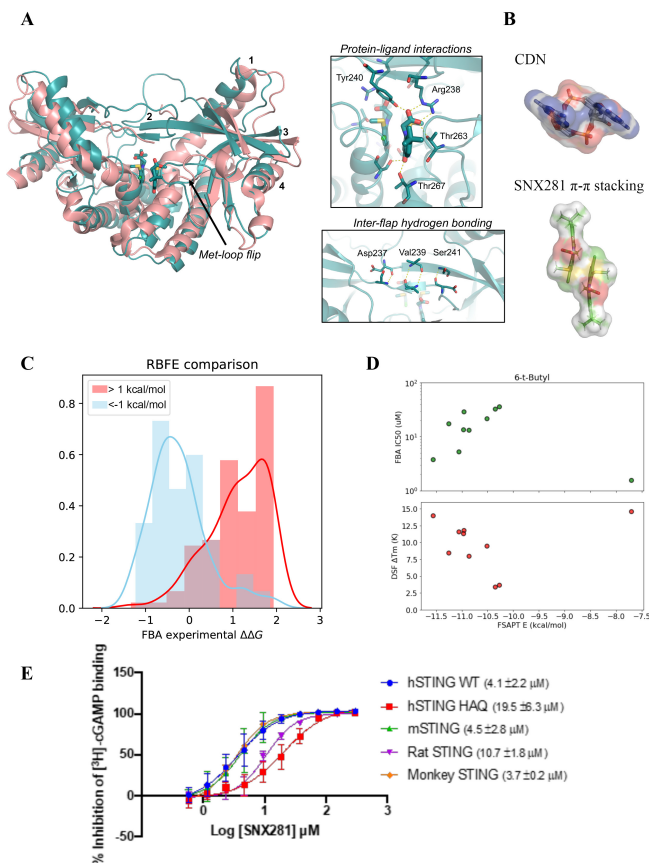 A
1
2
3
4
Met-loop flip
Protein-ligand interactions
Tyr240
Arg238
Thr263
Thr267
Inter-flap hydrogen bonding
Asp237
Val239
Ser241
B
CDN
SNX281 π-π stacking
C
RBFE comparison
> 1 kcal/mol
<-1 kcal/mol
0.8
0.6
0.4
0.2
0.0
−2 −1 0 1 2 3
FBA experimental ΔΔG
D
6-t-Butyl
FBA IC50 (uM)
10²
10¹
10⁰
DSF ΔTm (K)
15.0
12.5
10.0
7.5
5.0
2.5
0.0
−11.5 −11.0 −10.5 −10.0 −9.5 −9.0 −8.5 −8.0 −7.5
FSAPT E (kcal/mol)
E
% Inhibition of [³H]-cGAMP binding
150
100
50
0
-50
0 1 2 3
Log [SNX281] μM
hSTING WT (4.1 ±2.2 μM)
hSTING HAQ (19.5 ±6.3 μM)
mSTING (4.5 ±2.8 μM)
Rat STING (10.7 ±1.8 μM)
Monkey STING (3.7 ±0.2 μM)